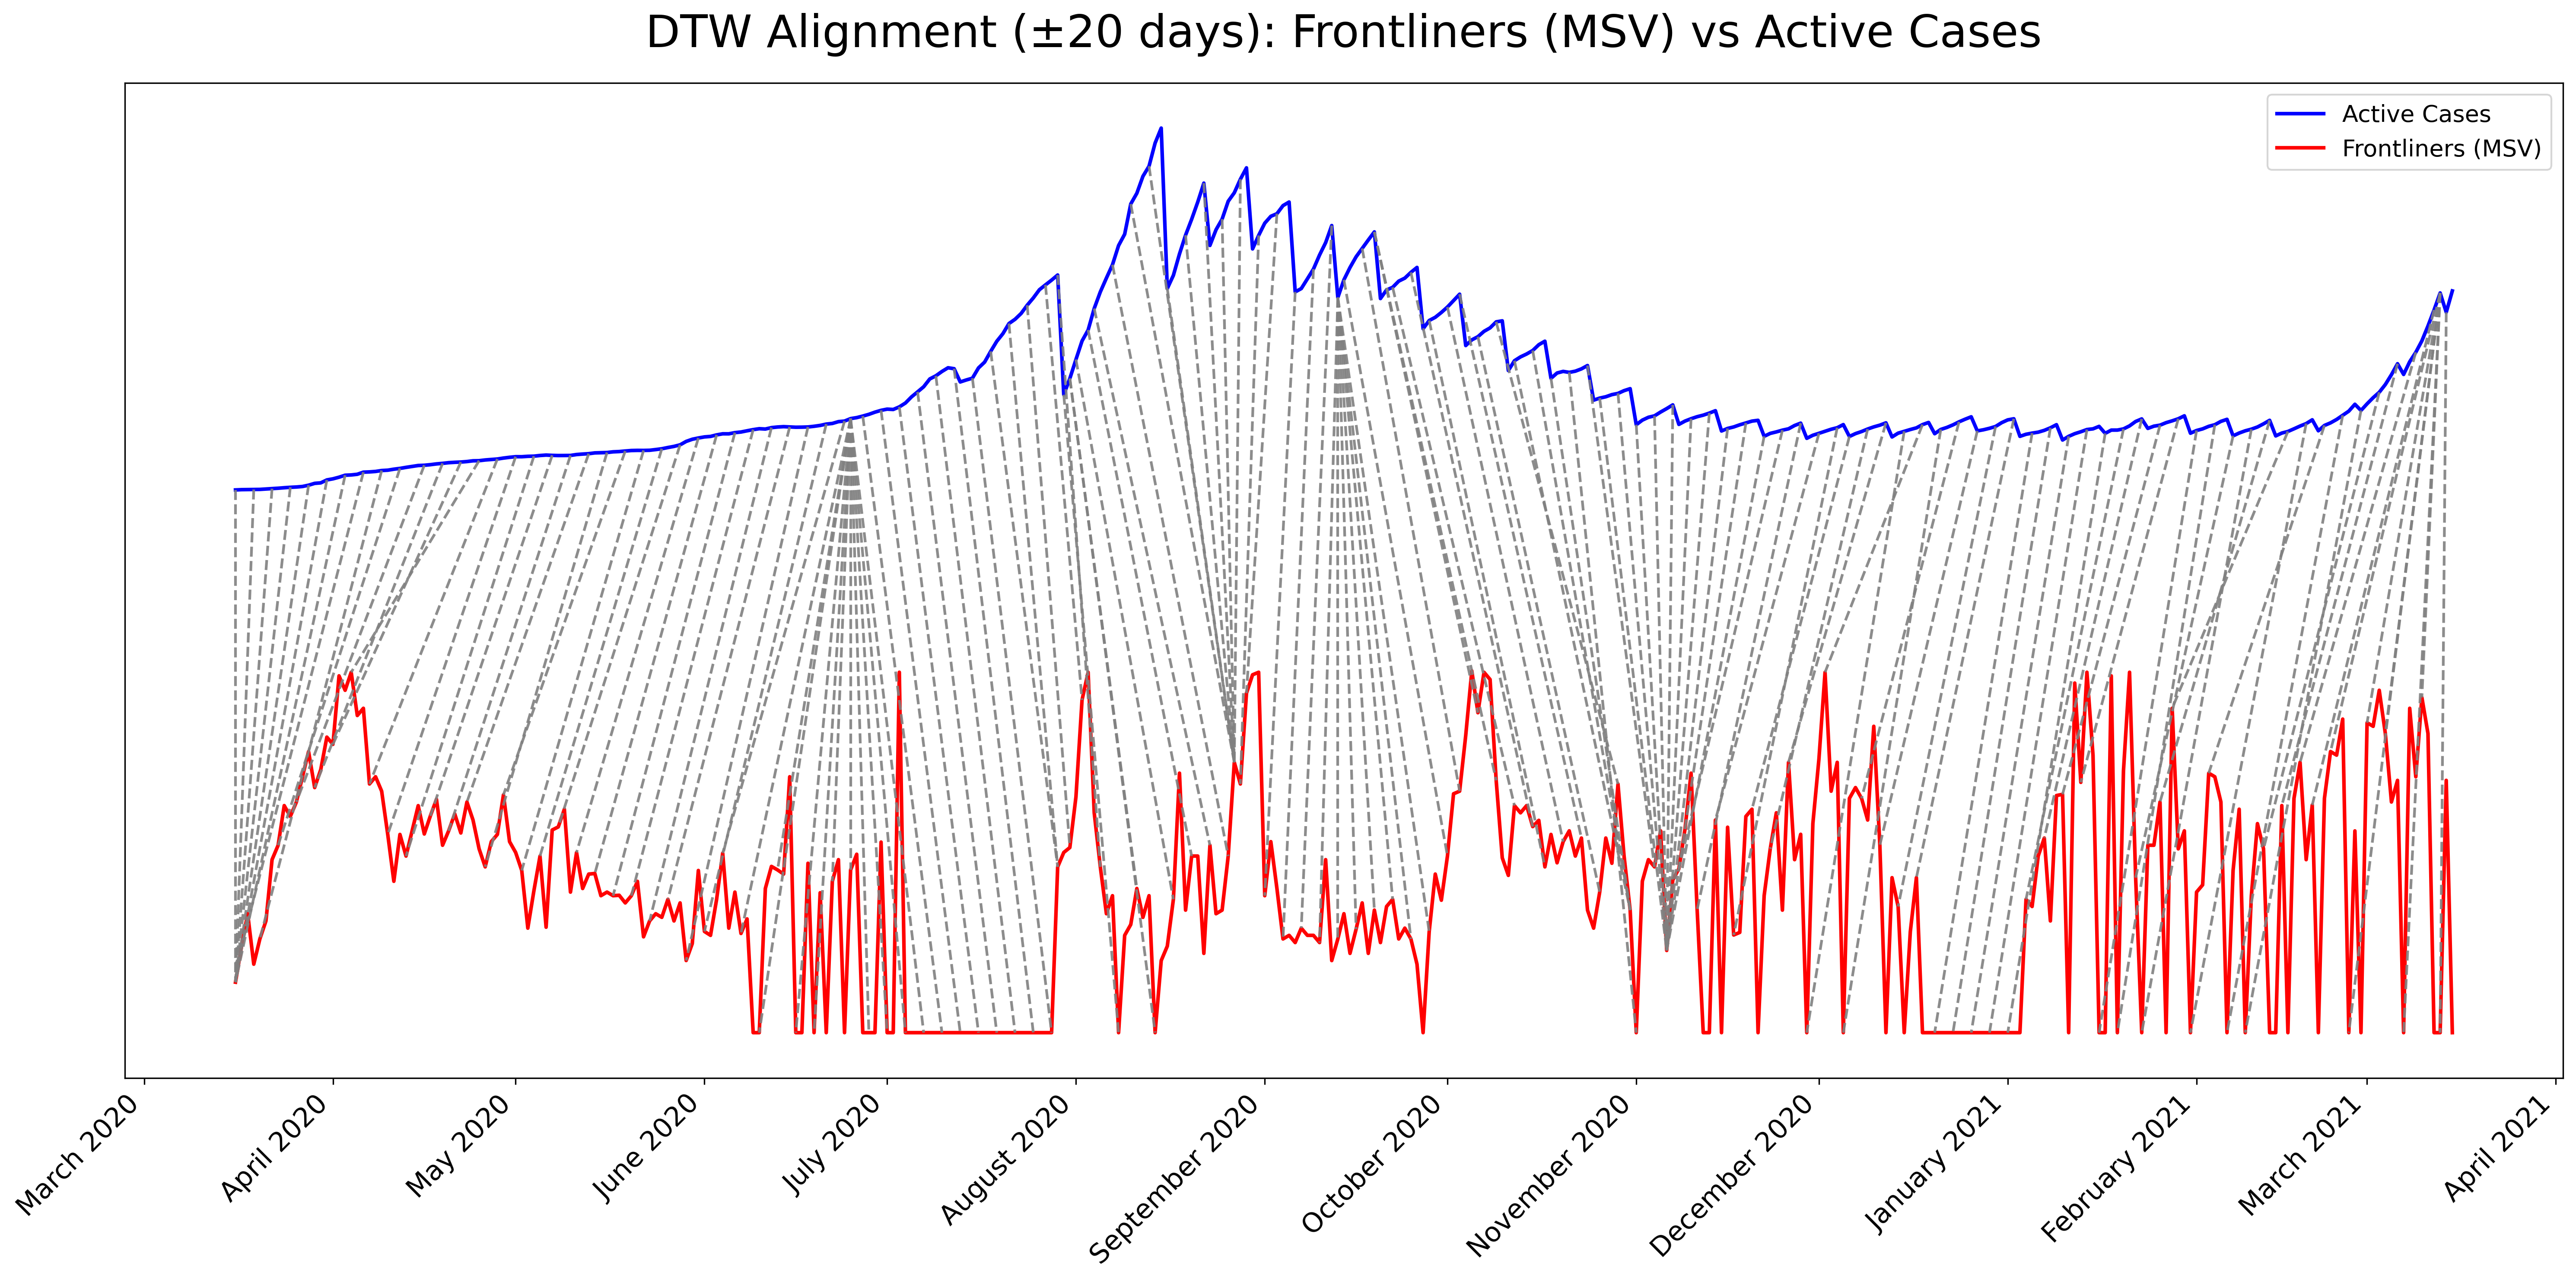 DTW Alignment (±20 days): Frontliners (MSV) vs Active Cases
Active Cases
Frontliners (MSV)
March 2020
April 2020
May 2020
June 2020
July 2020
August 2020
September 2020
October 2020
November 2020
December 2020
January 2021
February 2021
March 2021
April 2021